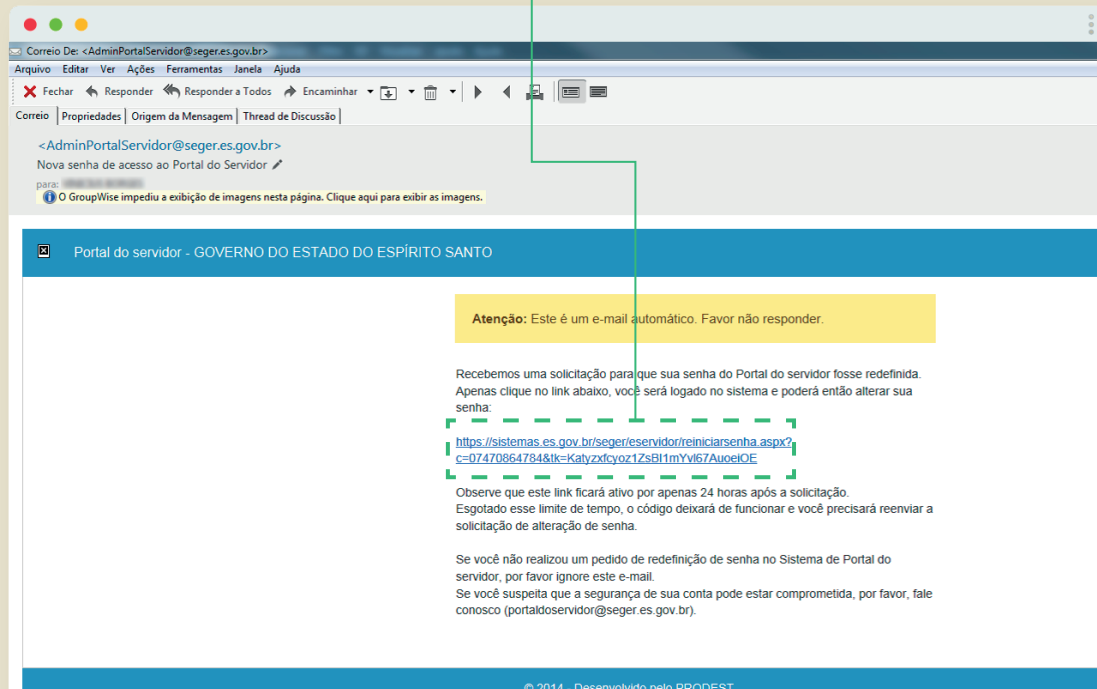 Correio De: <AdminPortalServidor@seger.es.gov.br>
Arquivo Editar Ver Ações Ferramentas Janela Ajuda
Fechar Responder Responder a Todos Encaminhar
Correio Propriedades Origem da Mensagem Thread de Discussão
<AdminPortalServidor@seger.es.gov.br>
Nova senha de acesso ao Portal do Servidor
para:
O GroupWise impediu a exibição de imagens nesta página. Clique aqui para exibir as imagens.
Portal do servidor - GOVERNO DO ESTADO DO ESPÍRITO SANTO
Atenção: Este é um e-mail automático. Favor não responder.
Recebemos uma solicitação para que sua senha do Portal do servidor fosse redefinida.
Apenas clique no link abaixo, você será logado no sistema e poderá então alterar sua
senha:
https://sistemas.es.gov.br/seger/eservidor/reiniciarsenha.aspx?
c=07470864784&tk=Katyzxfcyoz1ZsBI1mYvl67AuoeiOE
Observe que este link ficará ativo por apenas 24 horas após a solicitação.
Esgotado esse limite de tempo, o código deixará de funcionar e você precisará reenviar a
solicitação de alteração de senha.
Se você não realizou um pedido de redefinição de senha no Sistema de Portal do
servidor, por favor ignore este e-mail.
Se você suspeita que a segurança de sua conta pode estar comprometida, por favor, fale
conosco (portaldoservidor@seger.es.gov.br).
© 2014 - Desenvolvido pelo PRODEST